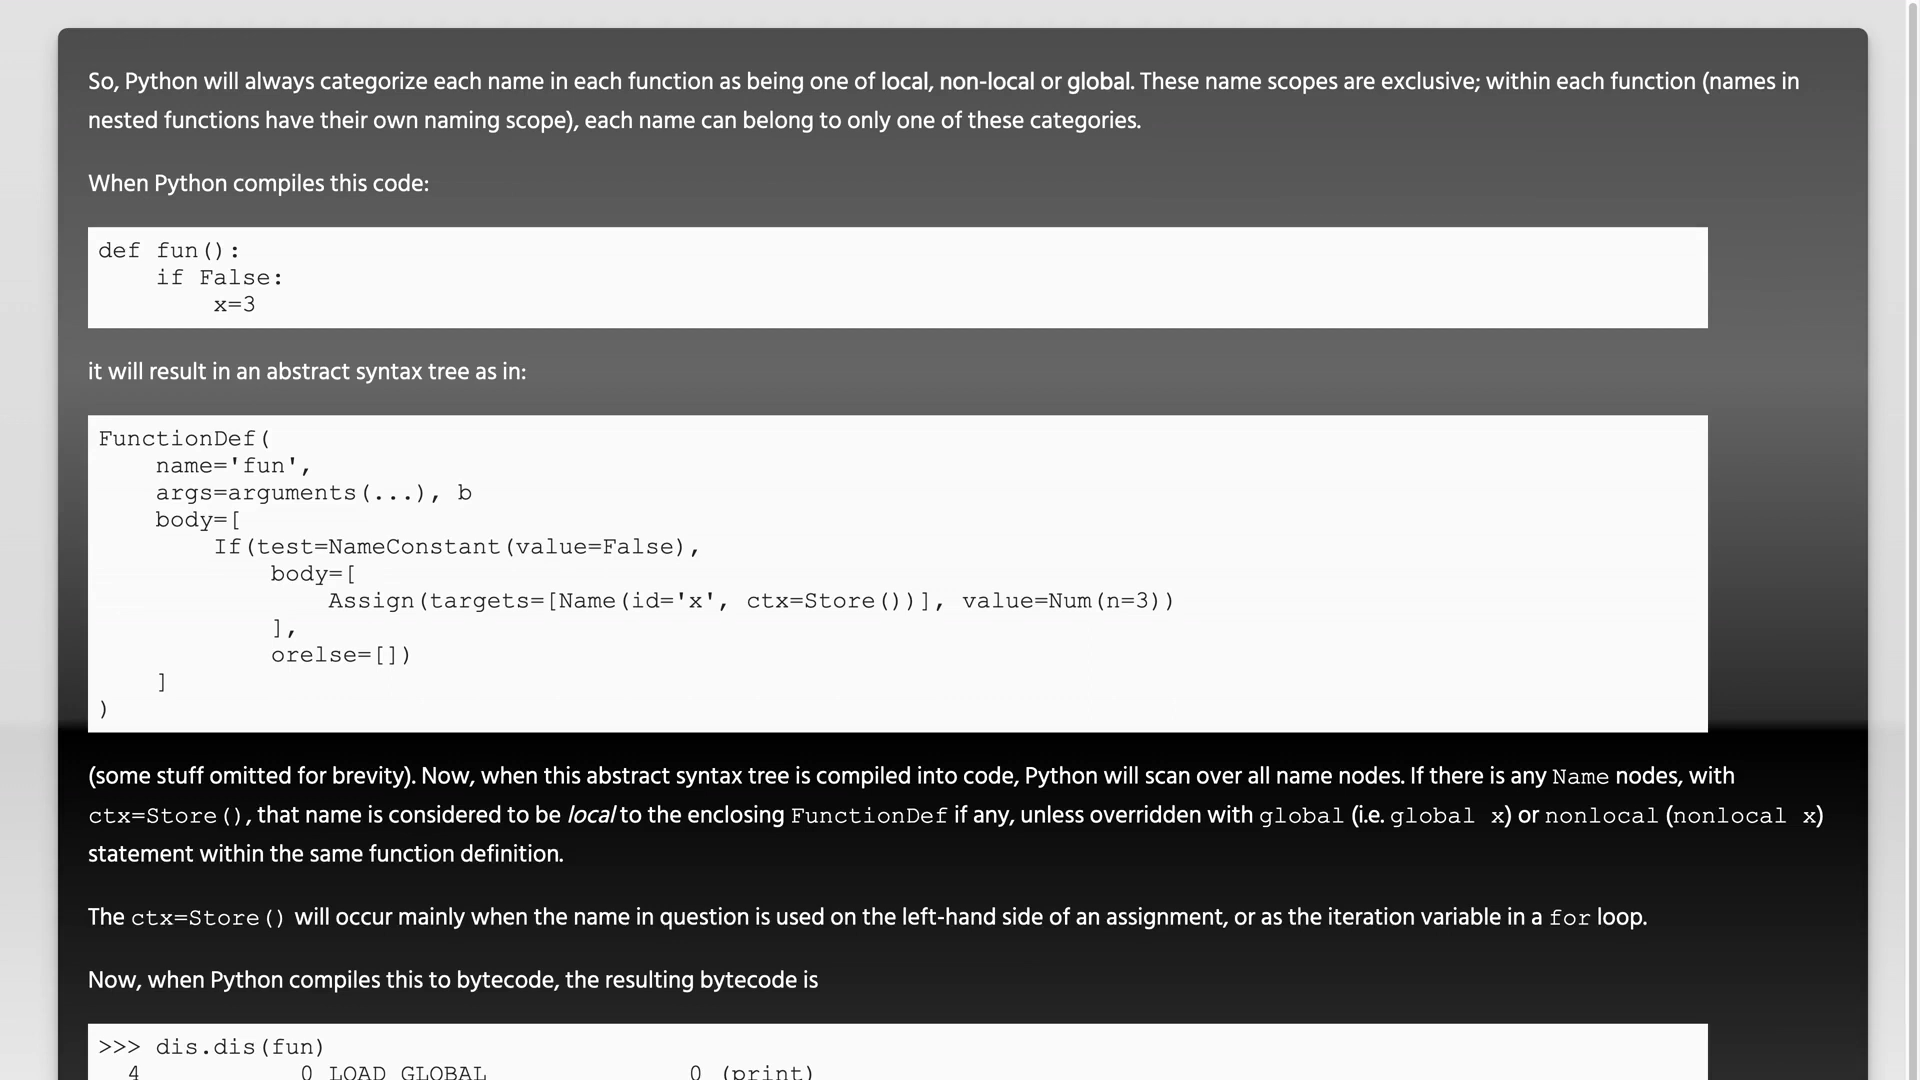 So, Python will always categorize each name in each function as being one of local, non-local or global. These name scopes are exclusive; within each function (names in
nested functions have their own naming scope), each name can belong to only one of these categories.
When Python compiles this code:
def fun():
    if False:
        x=3
it will result in an abstract syntax tree as in:
FunctionDef(
    name='fun',
    args=arguments(...), b
    body=[
        If(test=NameConstant(value=False),
            body=[
                Assign(targets=[Name(id='x', ctx=Store())], value=Num(n=3))
            ],
            orelse=[])
    ]
)
(some stuff omitted for brevity). Now, when this abstract syntax tree is compiled into code, Python will scan over all name nodes. If there is any Name nodes, with
ctx=Store(), that name is considered to be local to the enclosing FunctionDef if any, unless overridden with global (i.e. global x) or nonlocal (nonlocal x)
statement within the same function definition.
The ctx=Store() will occur mainly when the name in question is used on the left-hand side of an assignment, or as the iteration variable in a for loop.
Now, when Python compiles this to bytecode, the resulting bytecode is
>>> dis.dis(fun)
  4           0 LOAD_GLOBAL              0 (print)